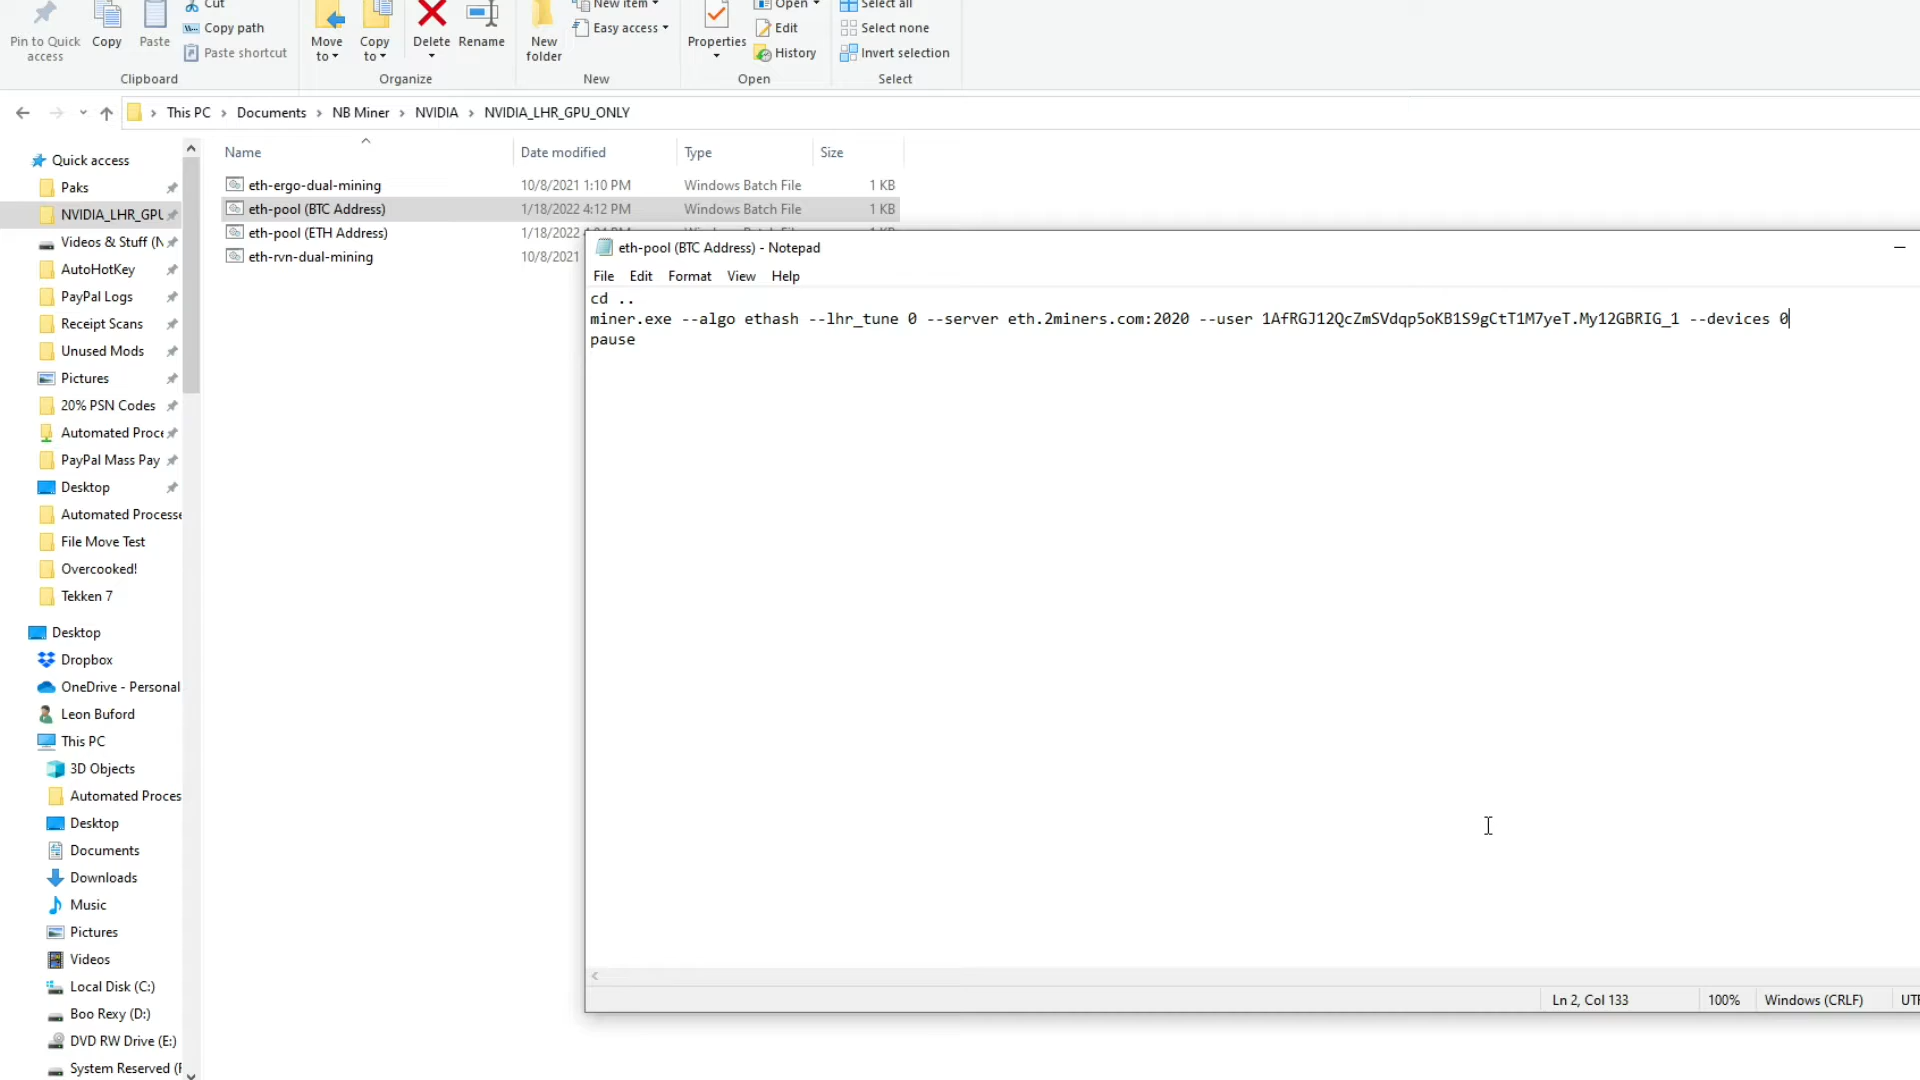 Cut
New item
Open
Select all
Copy path
Easy access
Edit
Select none
Pin to Quick access
Copy
Paste
Paste shortcut
Move to
Copy to
Delete
Rename
New folder
Properties
History
Invert selection
Clipboard
Organize
New
Open
Select
This PC > Documents > NB Miner > NVIDIA > NVIDIA_LHR_GPU_ONLY
Name Date modified Type Size
eth-ergo-dual-mining 10/8/2021 1:10 PM Windows Batch File 1 KB
eth-pool (BTC Address) 1/18/2022 4:12 PM Windows Batch File 1 KB
eth-pool (ETH Address) 1/18/2022
eth-rvn-dual-mining 10/8/2021
Quick access
Paks
NVIDIA_LHR_GPU
Videos & Stuff (N
AutoHotKey
PayPal Logs
Receipt Scans
Unused Mods
Pictures
20% PSN Codes
Automated Proce
PayPal Mass Pay
Desktop
Automated Processe
File Move Test
Overcooked!
Tekken 7
Desktop
Dropbox
OneDrive - Personal
Leon Buford
This PC
3D Objects
Automated Proces
Desktop
Documents
Downloads
Music
Pictures
Videos
Local Disk (C:)
Boo Rexy (D:)
DVD RW Drive (E:)
System Reserved (F
eth-pool (BTC Address) - Notepad
File Edit Format View Help
cd ..
miner.exe --algo ethash --lhr_tune 0 --server eth.2miners.com:2020 --user 1AfRGJ12QcZmSVdqp5oKB1S9gCtT1M7yeT.My12GBRIG_1 --devices 0
pause
Ln 2, Col 133 100% Windows (CRLF) UTF